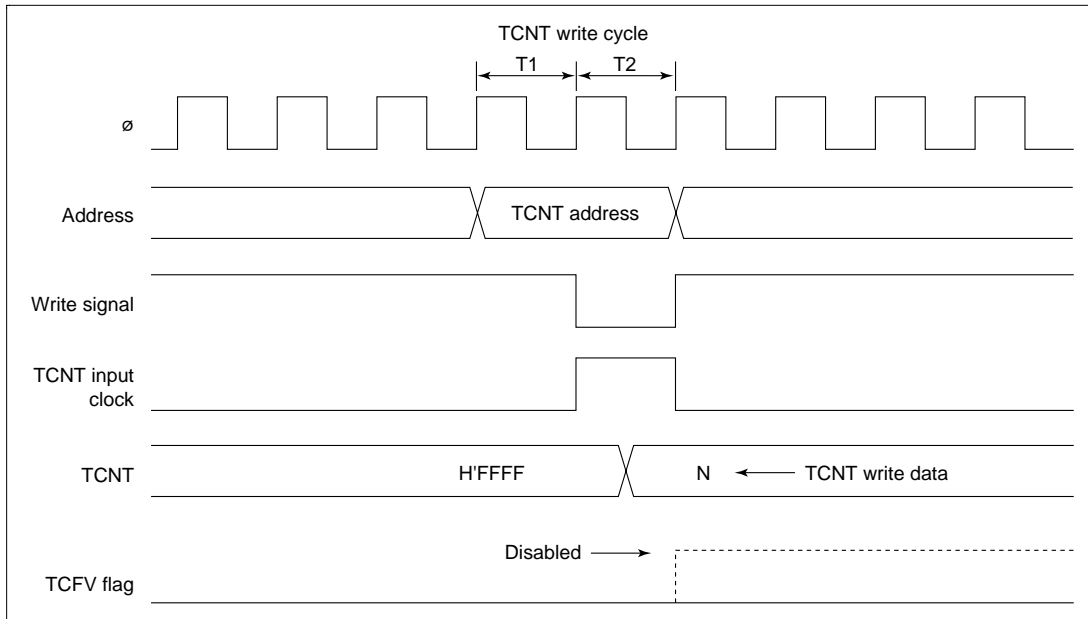 TCNT write cycle
T1
T2
ø
Address
TCNT address
Write signal
TCNT input
clock
TCNT
H'FFFF
N
TCNT write data
Disabled
TCFV flag